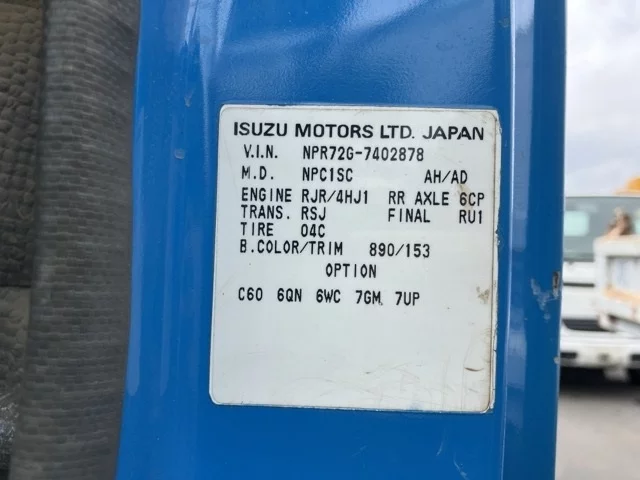 ISUZU MOTORS LTD. JAPAN
V.I.N. NPR72G-7402878
M.D. NPC1SC AH/AD
ENGINE RJR/4HJ1 RR AXLE 6CP
TRANS. RSJ FINAL RU1
TIRE 04C
B.COLOR/TRIM 890/153
OPTION
C60 6QN 6WC 7GM 7UP